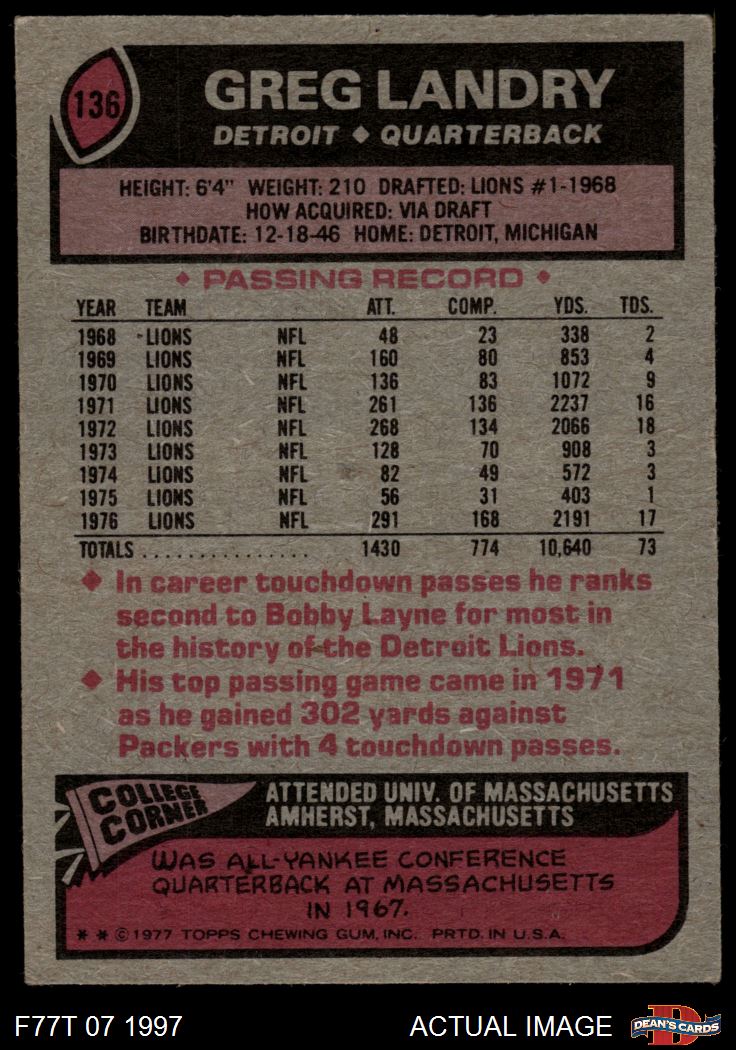 136
GREG LANDRY
DETROIT ♦ QUARTERBACK
HEIGHT: 6'4" WEIGHT: 210 DRAFTED: LIONS #1-1968
HOW ACQUIRED: VIA DRAFT
BIRTHDATE: 12-18-46 HOME: DETROIT, MICHIGAN
♦ PASSING RECORD ♦
YEAR TEAM ATT. COMP. YDS. TDS.
1968 LIONS NFL 48 23 338 2
1969 LIONS NFL 160 80 853 4
1970 LIONS NFL 136 83 1072 9
1971 LIONS NFL 261 136 2237 16
1972 LIONS NFL 268 134 2066 18
1973 LIONS NFL 128 70 908 3
1974 LIONS NFL 82 49 572 3
1975 LIONS NFL 56 31 403 1
1976 LIONS NFL 291 168 2191 17
TOTALS................ 1430 774 10,640 73
♦ In career touchdown passes he ranks
second to Bobby Layne for most in
the history of the Detroit Lions.
♦ His top passing game came in 1971
as he gained 302 yards against
Packers with 4 touchdown passes.
COLLEGE
CORNER
ATTENDED UNIV. OF MASSACHUSETTS
AMHERST, MASSACHUSETTS
WAS ALL-YANKEE CONFERENCE
QUARTERBACK AT MASSACHUSETTS
IN 1967.
* * ©1977 TOPPS CHEWING GUM, INC. PRTD. IN U.S.A.
F77T 07 1997
ACTUAL IMAGE
D
DEAN'S CARDS